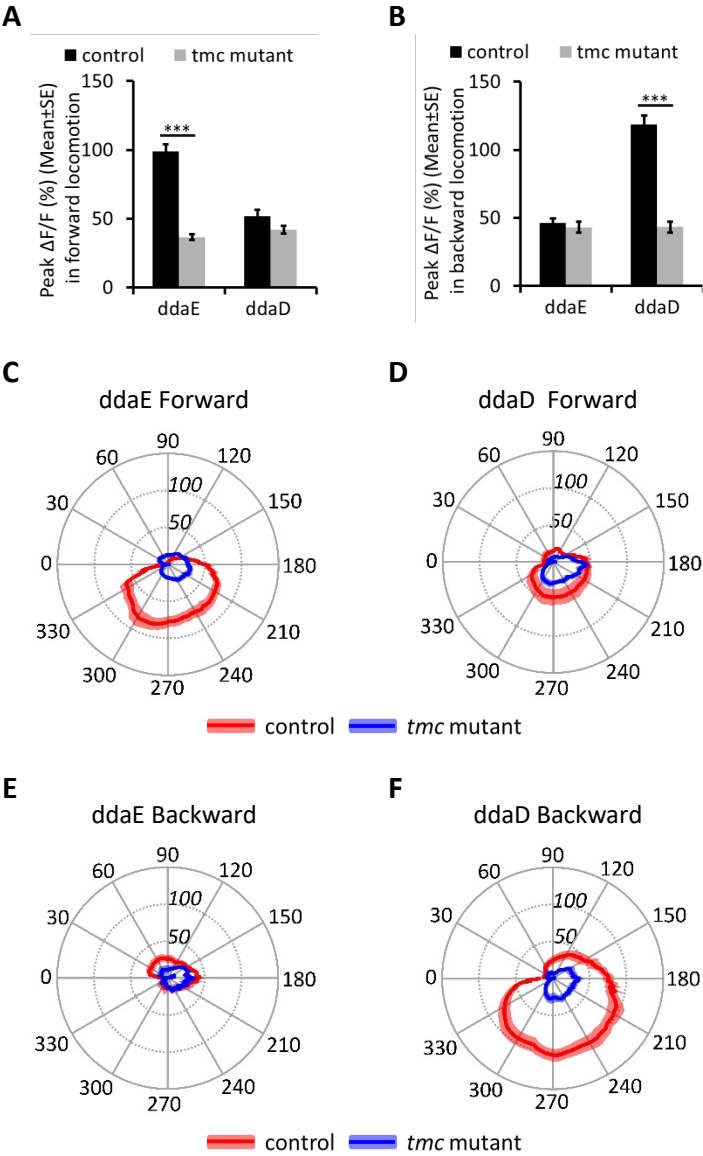 A
B
control tmc mutant
control tmc mutant
Peak ΔF/F (%) (Mean±SE)
in forward locomotion
150
100
50
0
***
ddaE ddaD
Peak ΔF/F (%) (Mean±SE)
in backward locomotion
150
100
50
0
***
ddaE ddaD
C
ddaE Forward
90
60 120
100
30 150
50
0 180
330 210
300 240
270
D
ddaD Forward
90
60 120
100
30 150
50
0 180
330 210
300 240
270
control tmc mutant
E
ddaE Backward
90
60 120
100
30 150
50
0 180
330 210
300 240
270
F
ddaD Backward
90
60 120
100
30 150
50
0 180
330 210
300 240
270
control tmc mutant